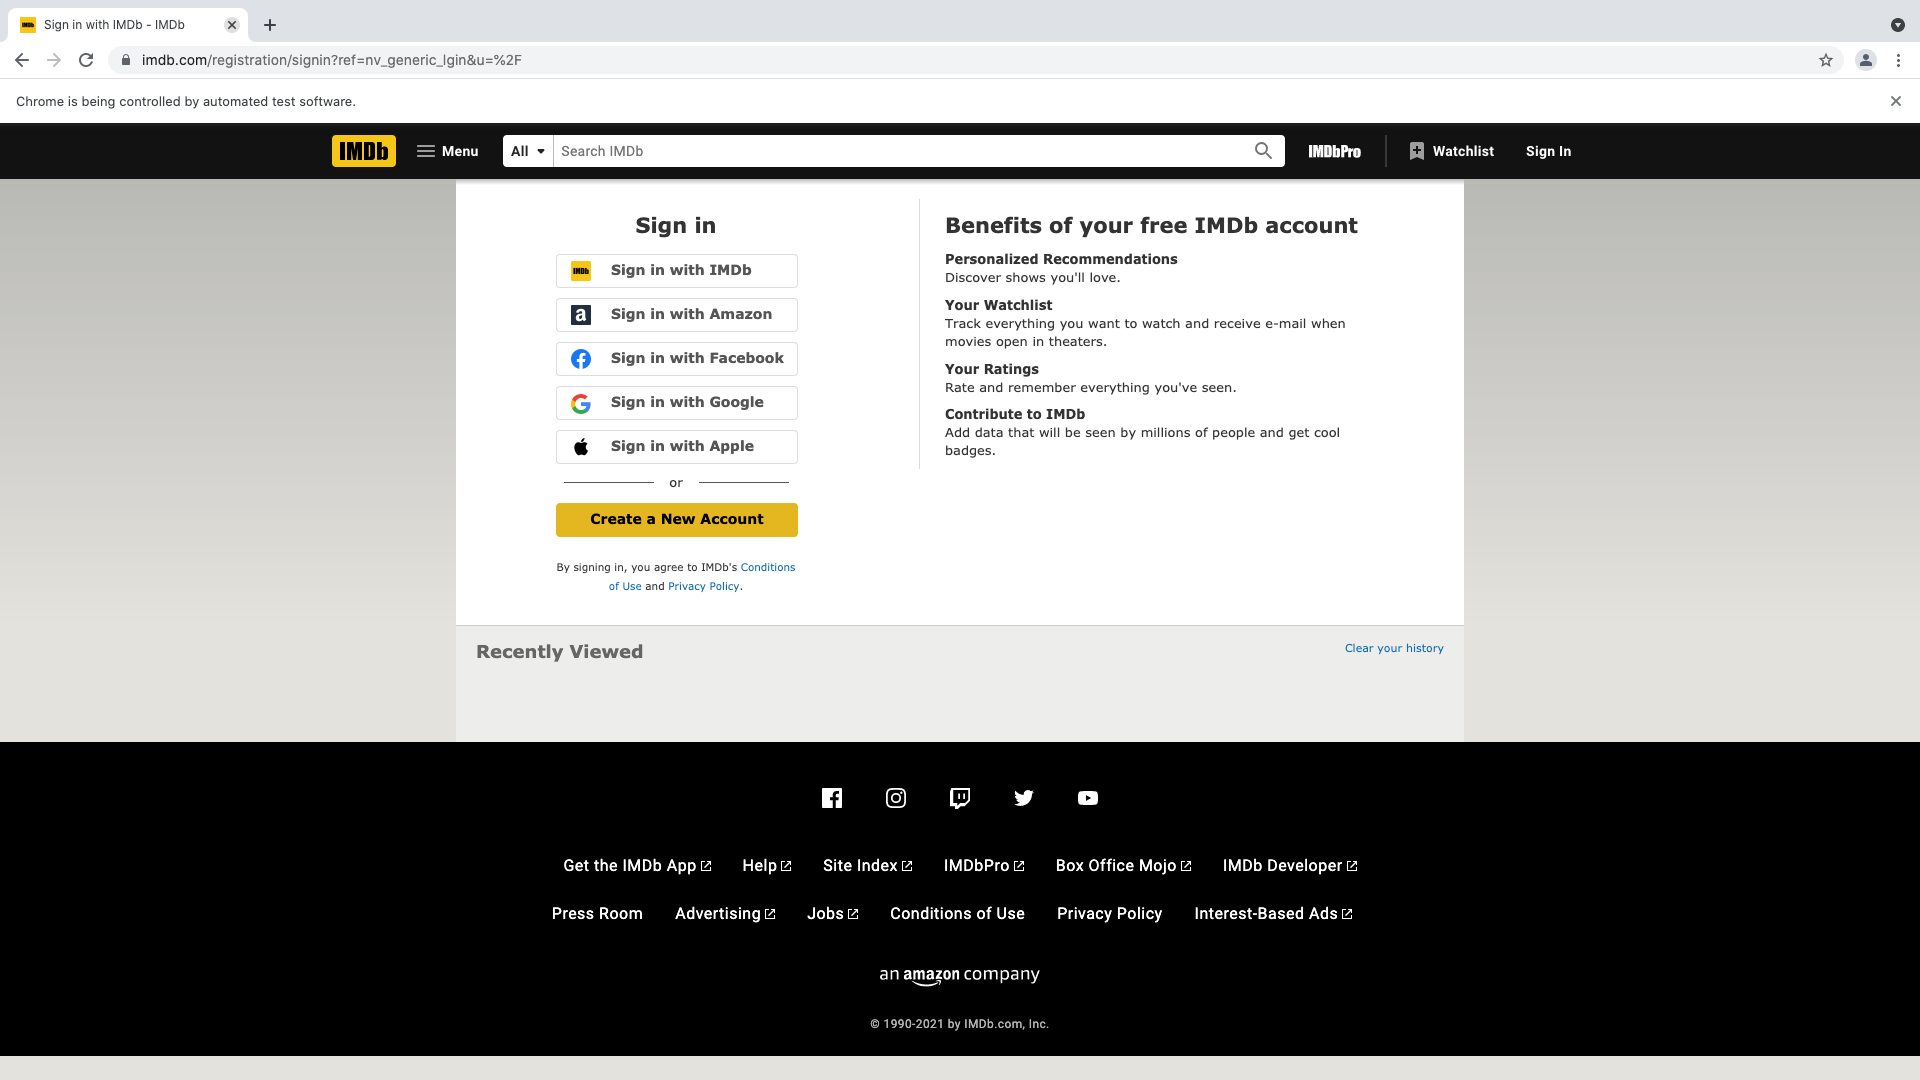 Sign in with IMDb - IMDb
imdb.com/registration/signin?ref=nv_generic_lgin&u=%2F
Chrome is being controlled by automated test software.
IMDb
Menu
All
Search IMDb
IMDbPro
Watchlist
Sign In
Sign in
IMDb Sign in with IMDb
a Sign in with Amazon
Sign in with Facebook
Sign in with Google
Sign in with Apple
or
Create a New Account
By signing in, you agree to IMDb's Conditions
of Use and Privacy Policy.
Benefits of your free IMDb account
Personalized Recommendations
Discover shows you'll love.
Your Watchlist
Track everything you want to watch and receive e-mail when
movies open in theaters.
Your Ratings
Rate and remember everything you've seen.
Contribute to IMDb
Add data that will be seen by millions of people and get cool
badges.
Recently Viewed
Clear your history
Get the IMDb App Help Site Index IMDbPro Box Office Mojo IMDb Developer
Press Room Advertising Jobs Conditions of Use Privacy Policy Interest-Based Ads
an amazon company
© 1990-2021 by IMDb.com, Inc.